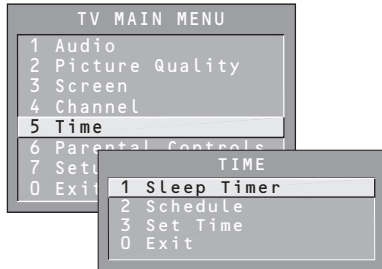 TV MAIN MENU
1 Audio
2 Picture Quality
3 Screen
4 Channel
5 Time
6 Parental Controls
7
0 Exit
TIME
1 Sleep Timer
2 Schedule
3 Set Time
0 Exit